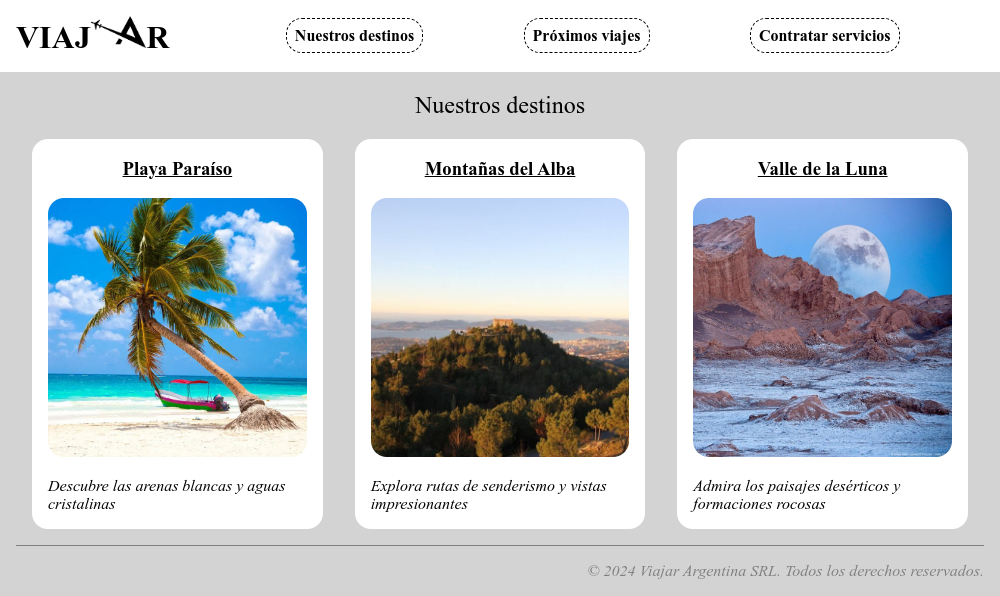 VIAJAR
Nuestros destinos
Próximos viajes
Contratar servicios
Nuestros destinos
Playa Paraíso
Montañas del Alba
Valle de la Luna
Descubre las arenas blancas y aguas
cristalinas
Explora rutas de senderismo y vistas
impresionantes
Admira los paisajes desérticos y
formaciones rocosas
© 2024 Viajar Argentina SRL. Todos los derechos reservados.